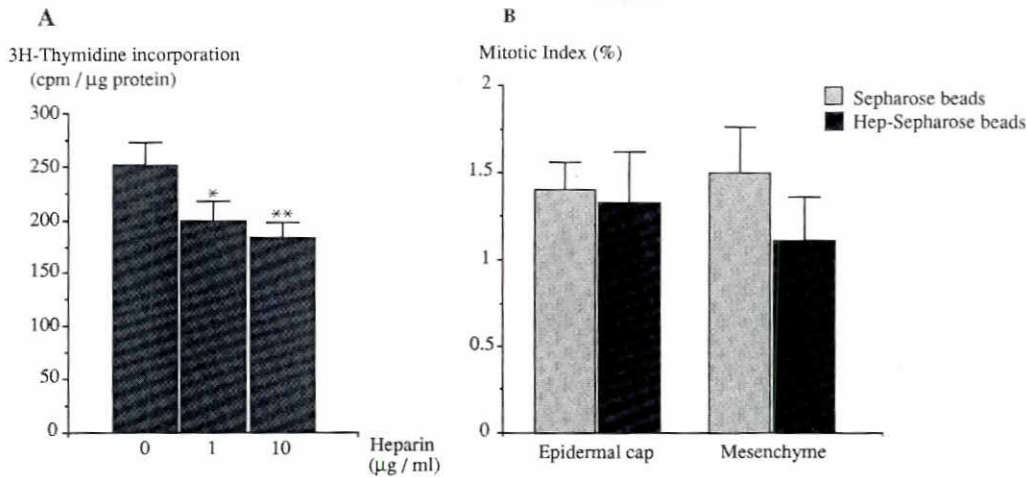 A
3H-Thymidine incorporation
(cpm / µg protein)
300
250
200
150
100
50
0
*
**
0 1 10
Heparin
(µg / ml)
B
Mitotic Index (%)
2
1.5
1
0.5
0
Sepharose beads
Hep-Sepharose beads
Epidermal cap Mesenchyme